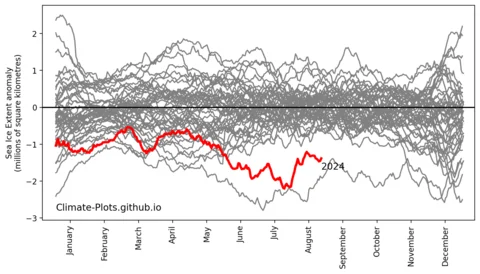 2
1
0
−1
−2
−3
Sea Ice Extent anomaly
(millions of square kilometres)
2024
Climate-Plots.github.io
January
February
March
April
May
June
July
August
September
October
November
December